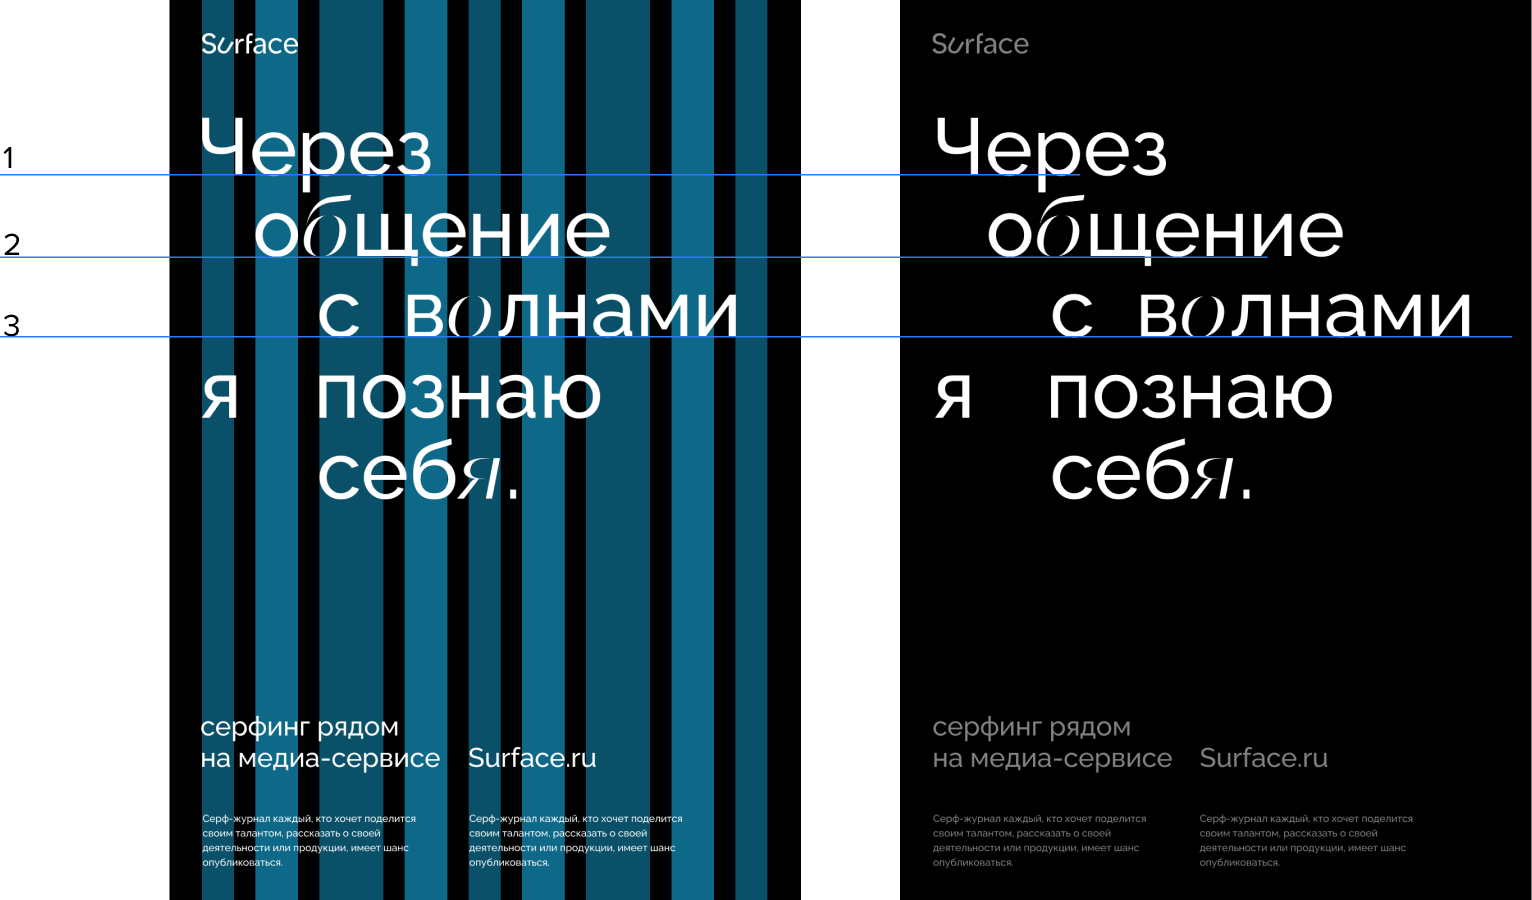 1
2
3
Surface
Через
общение
с волнами
я познаю
себя.
серфинг рядом
на медиа-сервисе
Surface.ru
Серф-журнал каждый, кто хочет поделится
своим талантом, рассказать о своей
деятельности или продукции, имеет шанс
опубликоваться.
Серф-журнал каждый, кто хочет поделится
своим талантом, рассказать о своей
деятельности или продукции, имеет шанс
опубликоваться.
Surface
Через
общение
с волнами
я познаю
себя.
серфинг рядом
на медиа-сервисе
Surface.ru
Серф-журнал каждый, кто хочет поделится
своим талантом, рассказать о своей
деятельности или продукции, имеет шанс
опубликоваться.
Серф-журнал каждый, кто хочет поделится
своим талантом, рассказать о своей
деятельности или продукции, имеет шанс
опубликоваться.